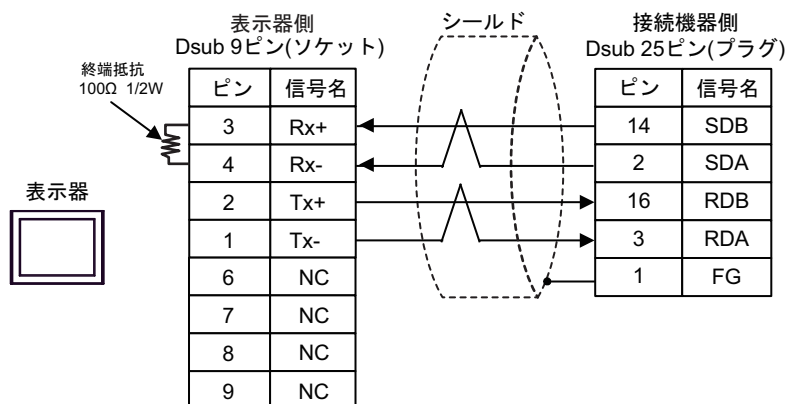 表示器側
Dsub 9ピン(ソケット)
シールド
接続機器側
Dsub 25ピン(プラグ)
終端抵抗
100Ω 1/2W
表示器
ピン 信号名
3 Rx+
4 Rx-
2 Tx+
1 Tx-
6 NC
7 NC
8 NC
9 NC
ピン 信号名
14 SDB
2 SDA
16 RDB
3 RDA
1 FG